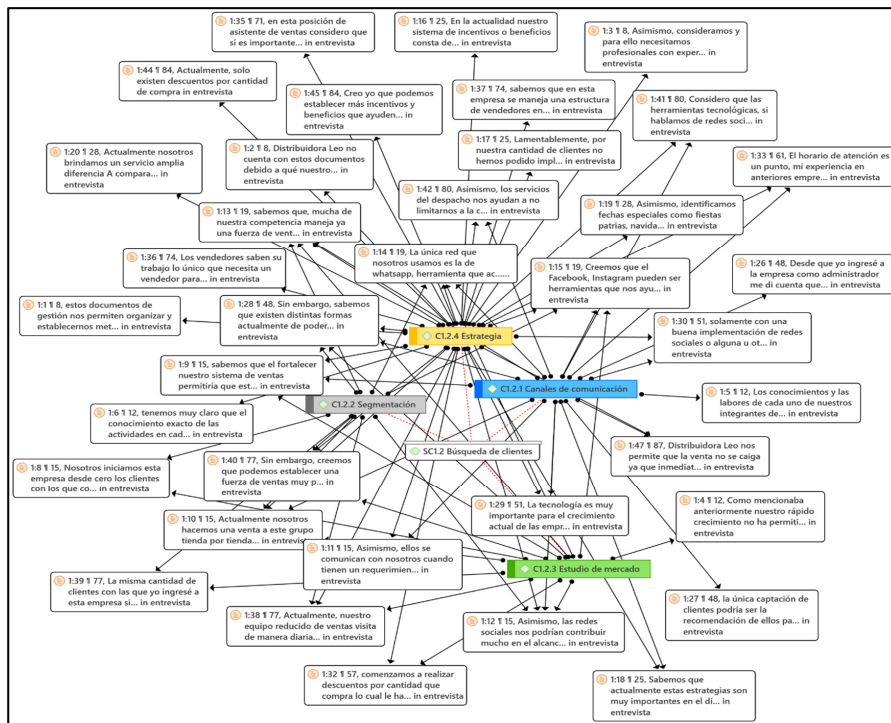 1:35 ¶ 71, en esta posición de
asistente de ventas considero que
sí es importante... in entrevista
1:16 ¶ 25, En la actualidad nuestro
sistema de incentivos o beneficios
consta de... in entrevista
1:3 ¶ 8, Asimismo, consideramos y
para ello necesitamos
profesionales con exper... in
entrevista
1:44 ¶ 84, Actualmente, solo
existen descuentos por cantidad
de compra in entrevista
1:45 ¶ 84, Creo yo que podemos
establecer más incentivos y
beneficios que ayuden...
in entrevista
1:37 ¶ 74, sabemos que en esta
empresa se maneja una estructura
de vendedores en... in entrevista
1:41 ¶ 80, Considero que las
herramientas tecnológicas, si
hablamos de redes soci... in
entrevista
1:20 ¶ 28, Actualmente nosotros
brindamos un servicio amplia
diferencia A compara... in
entrevista
1:2 ¶ 8, Distribuidora Leo no
cuenta con estos documentos
debido a qué nuestro... in
entrevista
1:17 ¶ 25, Lamentablemente, por
nuestra cantidad de clientes no
hemos podido impl... in entrevista
1:33 ¶ 61, El horario de atención es
un punto, mi experiencia en
anteriores empre... in entrevista
1:42 ¶ 80, Asimismo, los servicios
del despacho nos ayudan a no
limitarnos a la c... in entrevista
1:19 ¶ 28, Asimismo, identificamos
fechas especiales como fiestas
patrias, navida... in entrevista
1:13 ¶ 19, sabemos que, mucha de
nuestra competencia maneja ya
una fuerza de vent... in entrevista
1:36 ¶ 74, Los vendedores saben su
trabajo lo único que necesita un
vendedor para... in entrevista
1:14 ¶ 19, La única red que
nosotros usamos es la de
whatsapp, herramienta que ac......
in entrevista
1:15 ¶ 19, Creemos que el
Facebook, Instagram pueden ser
herramientas que nos ayu... in
entrevista
1:26 ¶ 48, Desde que yo ingresé a
la empresa como administrador
me di cuenta que... in entrevista
1:1 ¶ 8, estos documentos de
gestión nos permiten organizar y
establecernos met... in entrevista
1:28 ¶ 48, Sin embargo, sabemos
que existen distintas formas
actualmente de poder... in
entrevista
1:30 ¶ 51, solamente con una
buena implementación de redes
sociales o alguna u ot... in
entrevista
C1.2.4 Estrategia
1:9 ¶ 15, sabemos que el fortalecer
nuestro sistema de ventas
permitiría que est... in entrevista
C1.2.1 Canales de comunicación
1:5 ¶ 12, Los conocimientos y las
labores de cada uno de nuestros
integrantes de... in entrevista
C1.2.2 Segmentación
1:6 ¶ 12, tenemos muy claro que el
conocimiento exacto de las
actividades en cad... in entrevista
SC1.2 Búsqueda de clientes
1:47 ¶ 87, Distribuidora Leo nos
permite que la venta no se caiga
ya que inmediat... in entrevista
1:8 ¶ 15, Nosotros iniciamos esta
empresa desde cero los clientes
con los que co... in entrevista
1:40 ¶ 77, Sin embargo, creemos
que podemos establecer una
fuerza de ventas muy p... in
entrevista
1:29 ¶ 51, La tecnología es muy
importante para el crecimiento
actual de las empr... in entrevista
1:4 ¶ 12, Como mencionaba
anteriormente nuestro rápido
crecimiento no ha permiti... in
entrevista
1:10 ¶ 15, Actualmente nosotros
hacemos una venta a este grupo
tienda por tienda... in entrevista
1:11 ¶ 15, Asimismo, ellos se
comunican con nosotros cuando
tienen un requerimien... in
entrevista
C1.2.3 Estudio de mercado
1:39 ¶ 77, La misma cantidad de
clientes con las que yo ingresé a
esta empresa si... in entrevista
1:38 ¶ 77, Actualmente, nuestro
equipo reducido de ventas visita
de manera diaria... in entrevista
1:12 ¶ 15, Asimismo, las redes
sociales nos podrían contribuir
mucho en el alcanc... in entrevista
1:27 ¶ 48, la única captación de
clientes podría ser la
recomendación de ellos pa... in
entrevista
1:32 ¶ 57, comenzamos a realizar
descuentos por cantidad que
compra lo cual le ha... in entrevista
1:18 ¶ 25, Sabemos que
actualmente estas estrategias son
muy importantes en el di... in
entrevista